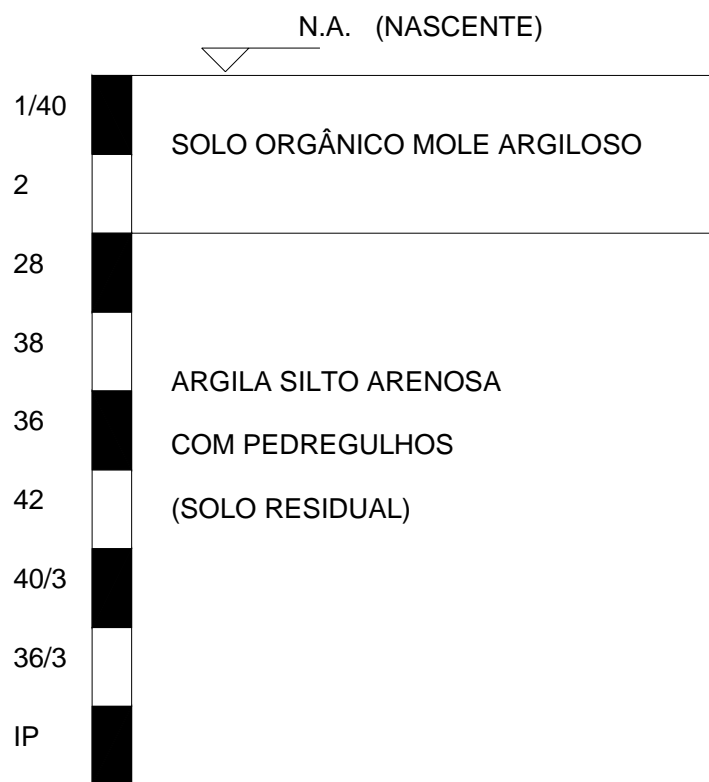 N.A. (NASCENTE)
1/40
SOLO ORGÂNICO MOLE ARGILOSO
2
28
38
ARGILA SILTO ARENOSA
36
COM PEDREGULHOS
42
(SOLO RESIDUAL)
40/3
36/3
IP